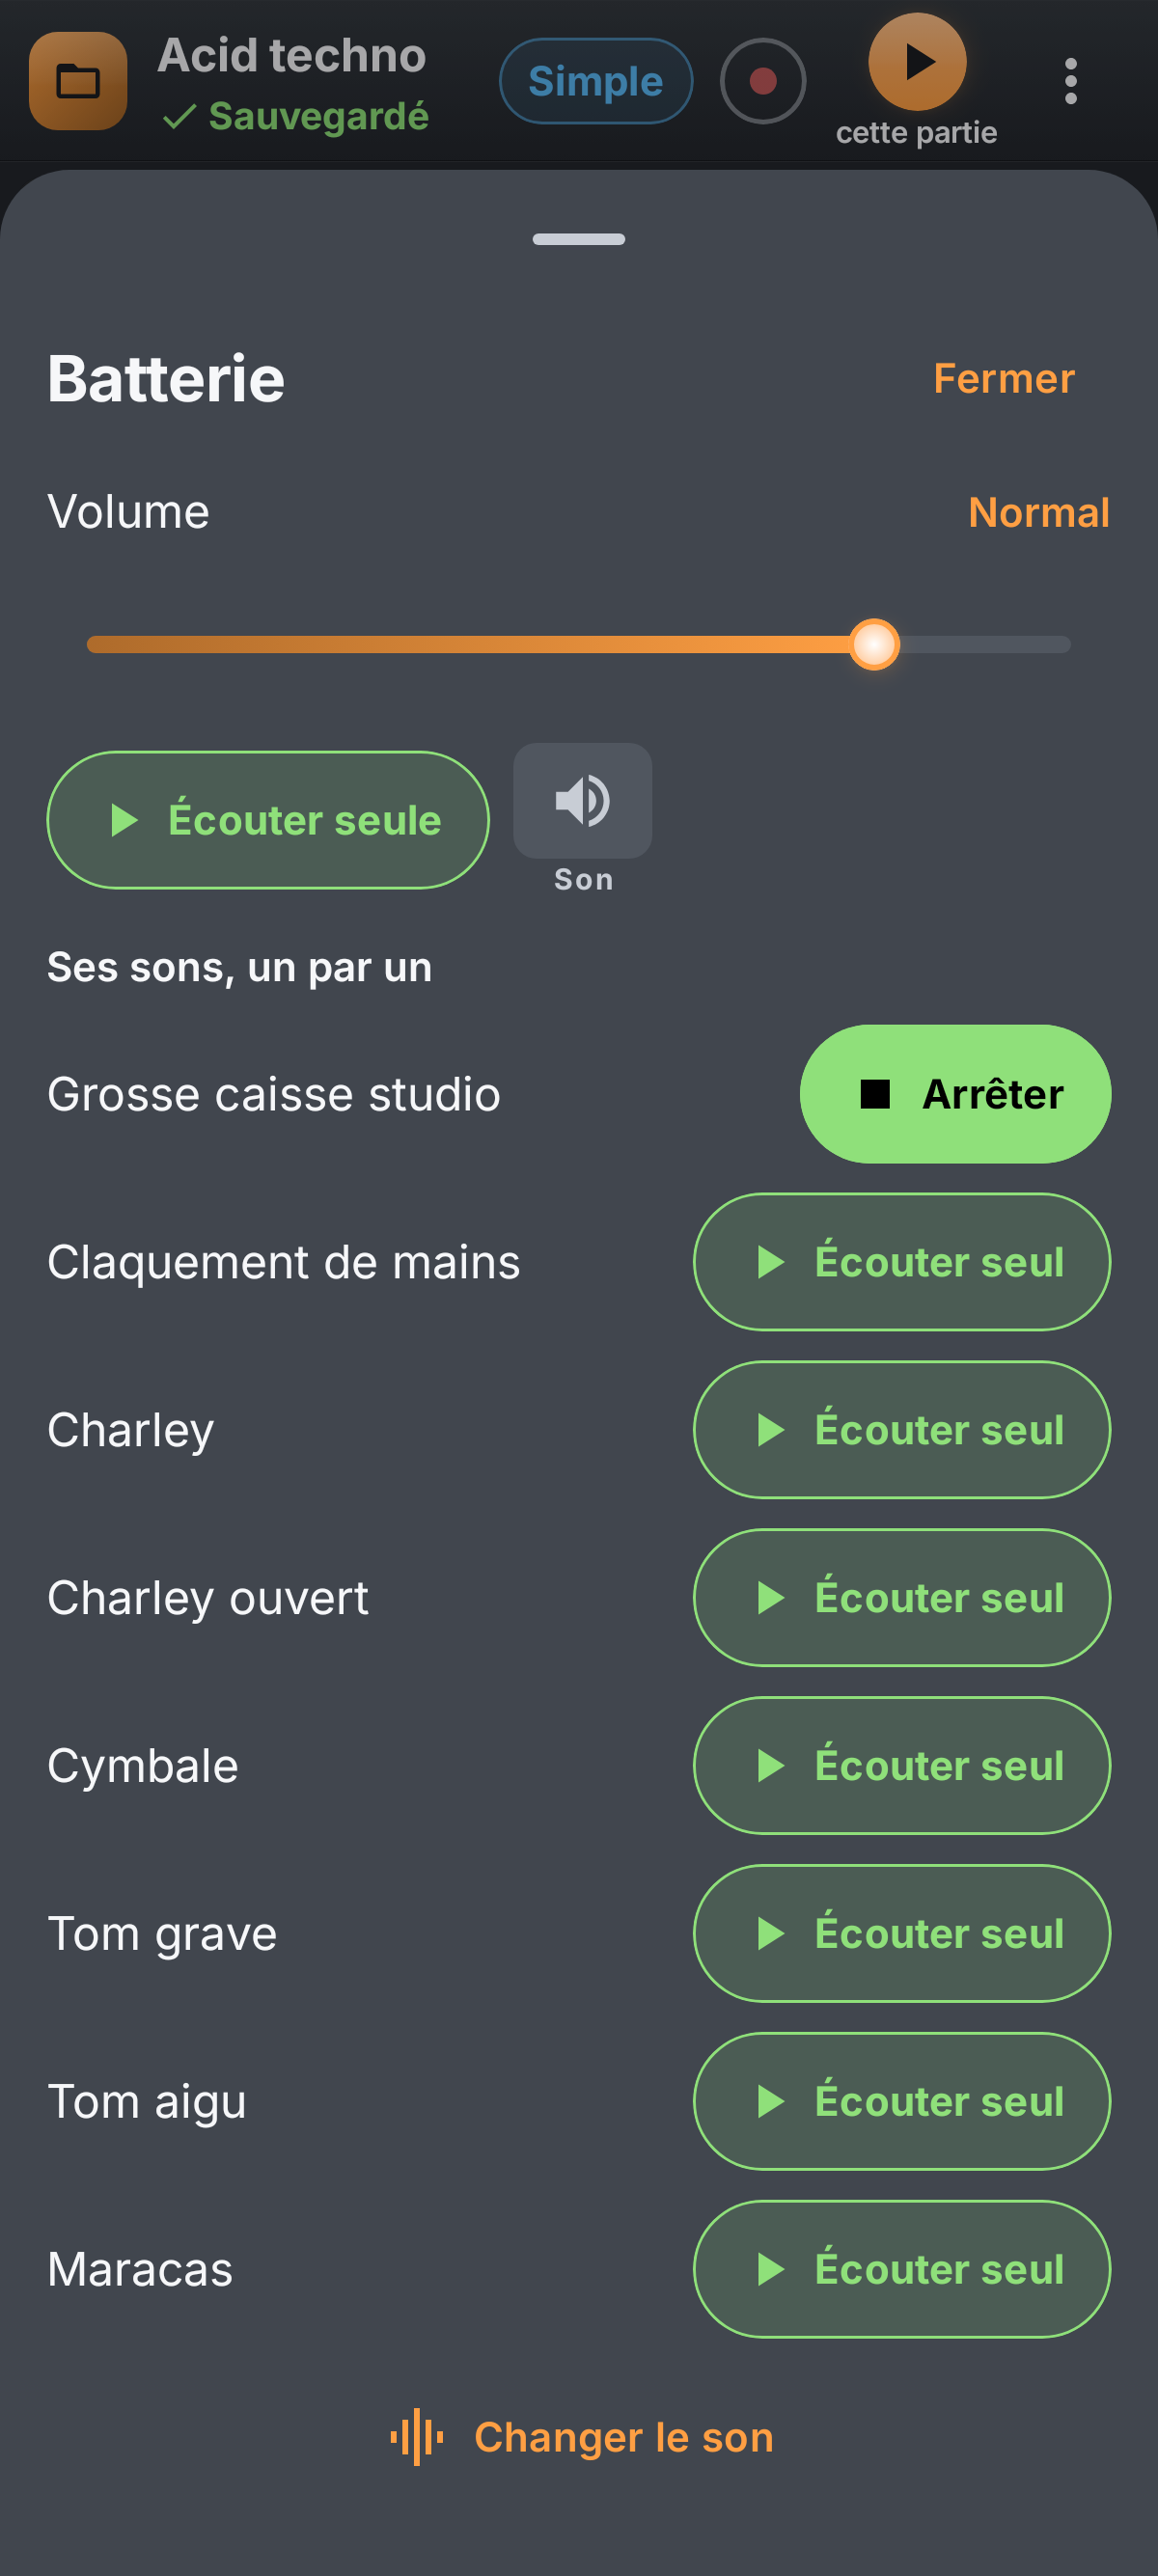 Acid techno
Sauvegardé
Simple
cette partie
Batterie
Fermer
Volume
Normal
Écouter seule
Son
Ses sons, un par un
Grosse caisse studio
Arrêter
Claquement de mains
Écouter seul
Charley
Écouter seul
Charley ouvert
Écouter seul
Cymbale
Écouter seul
Tom grave
Écouter seul
Tom aigu
Écouter seul
Maracas
Écouter seul
Changer le son